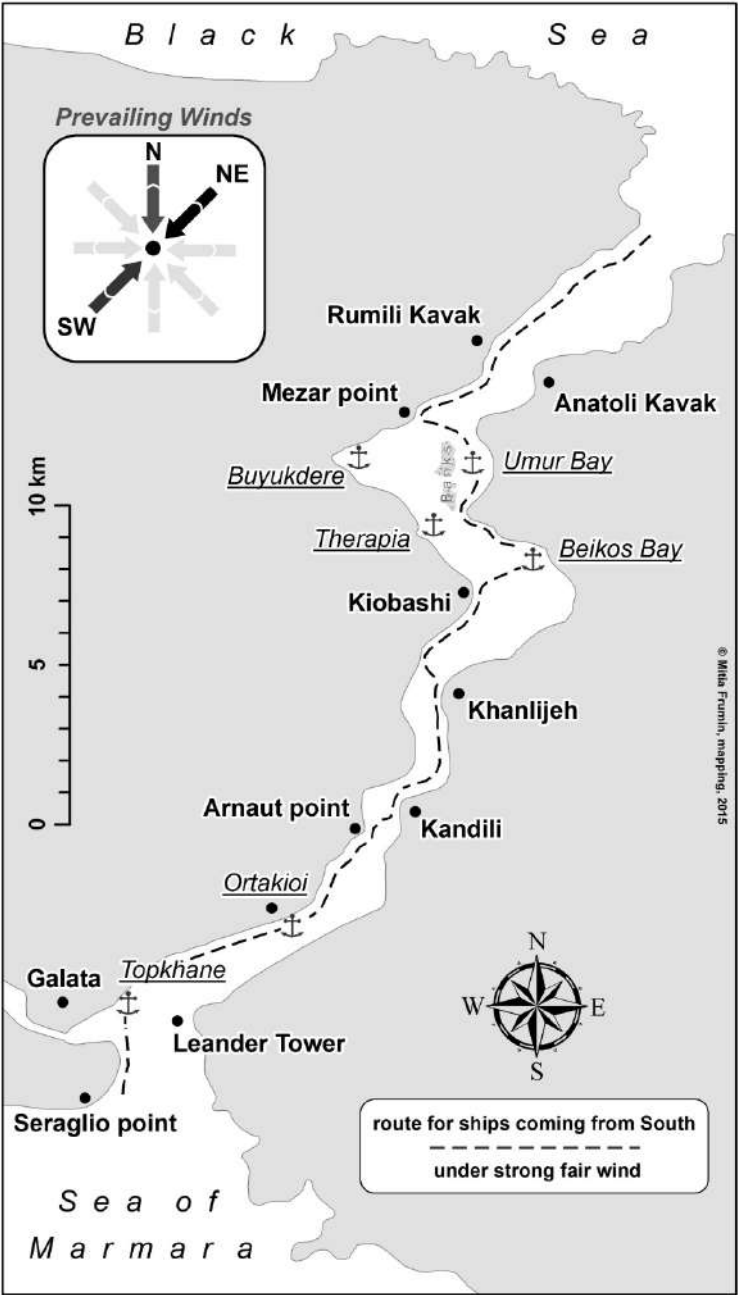 Black Sea
Prevailing Winds
N
NE
SW
Rumili Kavak
Mezar point
Anatoli Kavak
Buyukdere
Banks
Umur Bay
10 km
Therapia
Beikos Bay
Kiobashi
5
Khanlijeh
© Mitia Frumin, mapping, 2015
0
Arnaut point
Kandili
Ortakioi
Galata
Topkhane
Leander Tower
N
W
E
S
Seraglio point
route for ships coming from South
under strong fair wind
Sea of
Marmara